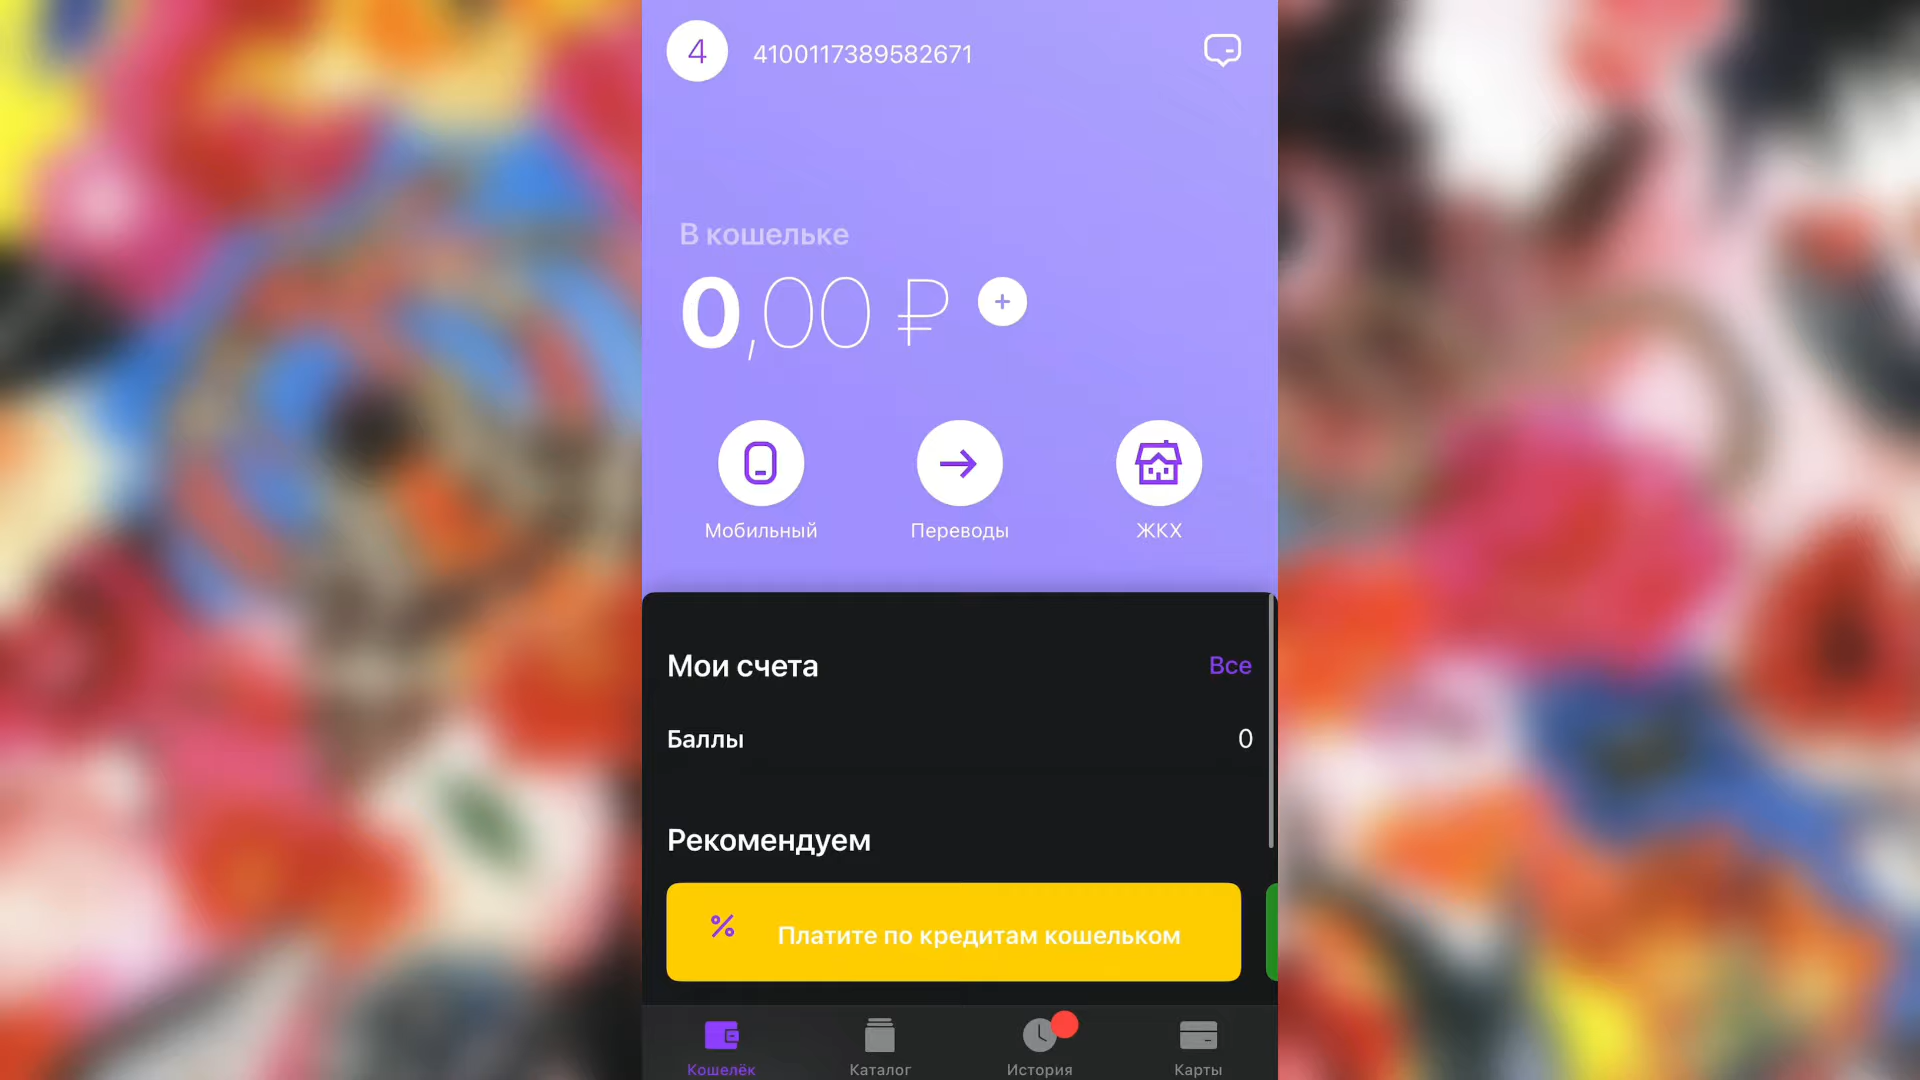 4
4100117389582671
В кошельке
0,00 ₽
+
Мобильный
Переводы
ЖКХ
Мои счета
Все
Баллы
0
Рекомендуем
%
Платите по кредитам кошельком
Кошелёк
Каталог
История
Карты